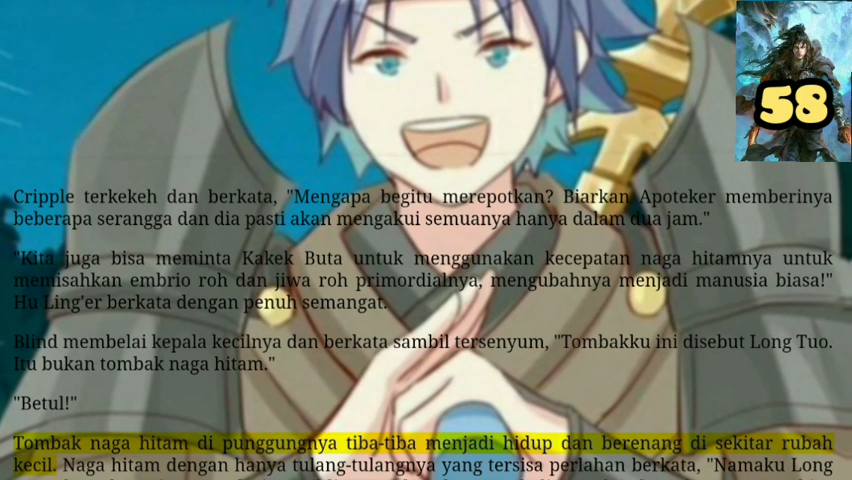 58
Cripple terkekeh dan berkata, "Mengapa begitu merepotkan? Biarkan Apoteker memberinya
beberapa serangga dan dia pasti akan mengakui semuanya hanya dalam dua jam."
"Kita juga bisa meminta Kakek Buta untuk menggunakan kecepatan naga hitamnya untuk
memisahkan embrio roh dan jiwa roh primordialnya, mengubahnya menjadi manusia biasa!"
Hu Ling'er berkata dengan penuh semangat.
Blind membelai kepala kecilnya dan berkata sambil tersenyum, "Tombakku ini disebut Long Tuo.
Itu bukan tombak naga hitam."
"Betul!"
Tombak naga hitam di punggungnya tiba-tiba menjadi hidup dan berenang di sekitar rubah
kecil. Naga hitam dengan hanya tulang-tulangnya yang tersisa perlahan berkata, "Namaku Long